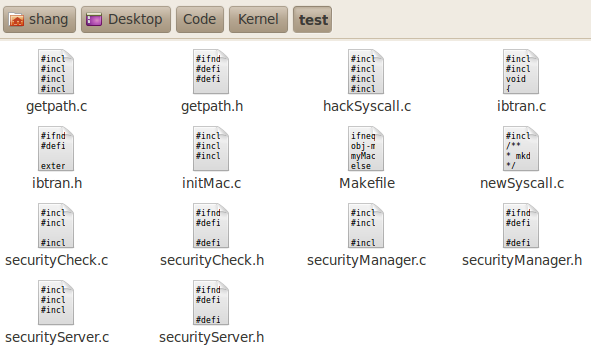 shang Desktop Code Kernel test
#incl #ifnd #incl #incl
#incl #defi #incl #incl
#incl #defi #incl void
#incl #incl {
getpath.c getpath.h hackSyscall.c ibtran.c
#ifnd #incl ifneq #incl
#defi #incl obj-m /**
#incl myMac * mkd
exter else */
ibtran.h initMac.c Makefile newSyscall.c
#incl #ifnd #incl #ifnd
#incl #defi #incl #defi
#incl #defi #incl #defi
securityCheck.c securityCheck.h securityManager.c securityManager.h
#incl #ifnd
#incl #defi
#incl
#defi
securityServer.c securityServer.h